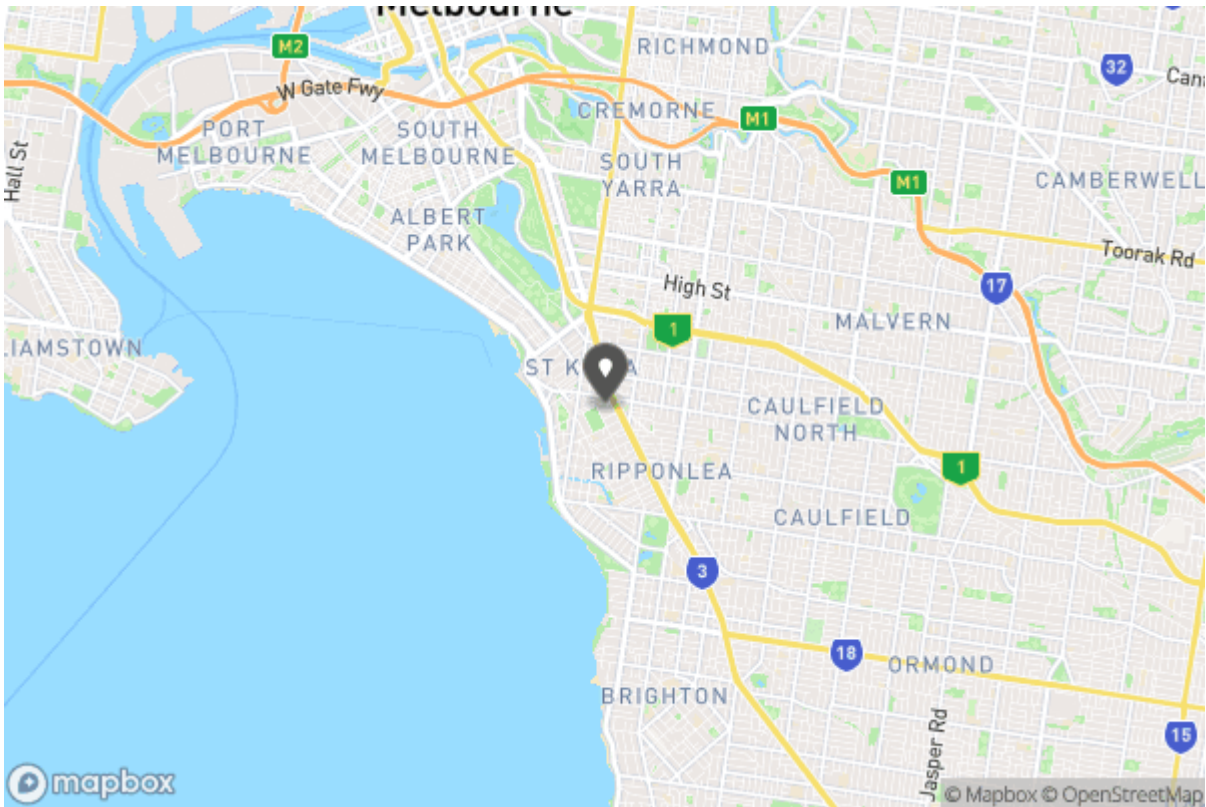 Melbourne
RICHMOND
M2
32
W Gate Fwy
CREMORNE
M1
PORT
MELBOURNE
SOUTH
MELBOURNE
SOUTH
YARRA
Hall St
M1
CAMBERWELL
ALBERT
PARK
Toorak Rd
High St
17
1
MALVERN
ST K
A
CAULFIELD
NORTH
RIPPONLEA
1
CAULFIELD
3
18
ORMOND
BRIGHTON
Jasper Rd
15
mapbox
© Mapbox © OpenStreetMap